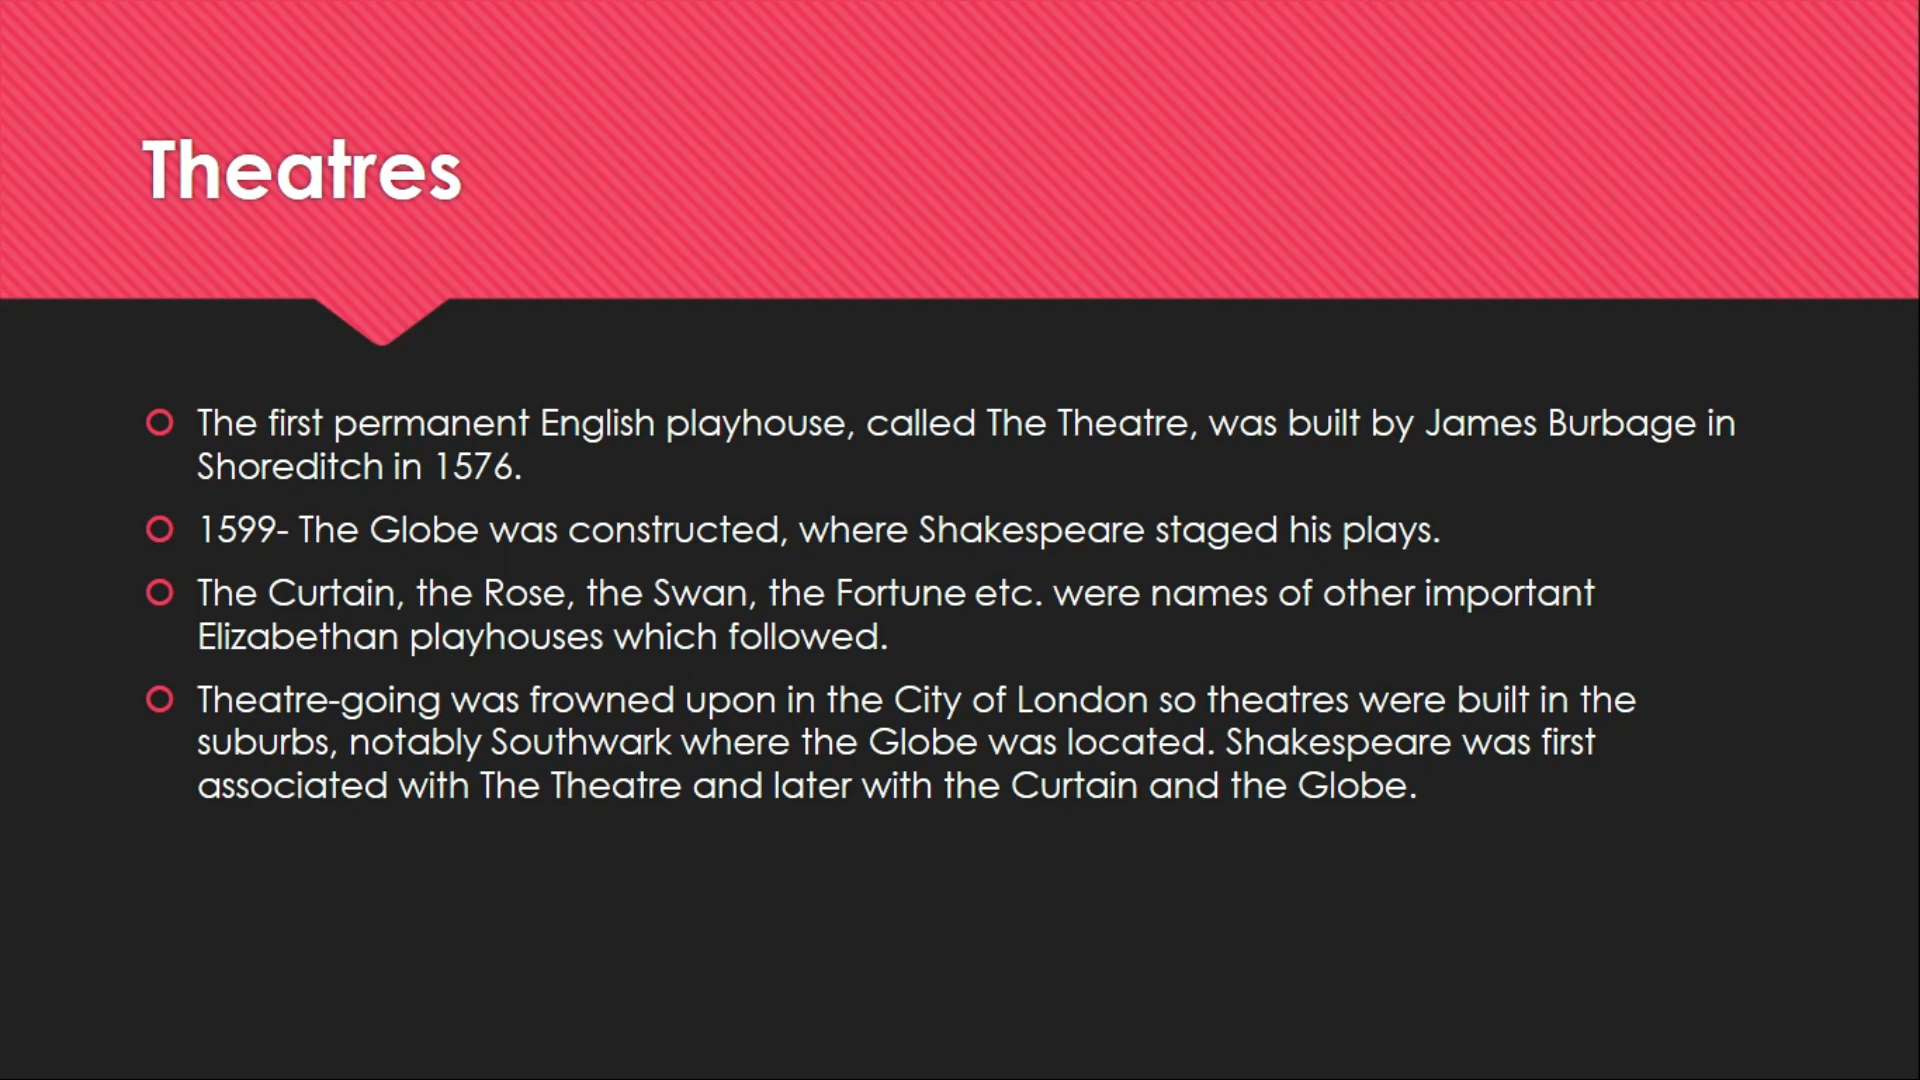 Theatres
The first permanent English playhouse, called The Theatre, was built by James Burbage in
Shoreditch in 1576.
1599- The Globe was constructed, where Shakespeare staged his plays.
The Curtain, the Rose, the Swan, the Fortune etc. were names of other important
Elizabethan playhouses which followed.
Theatre-going was frowned upon in the City of London so theatres were built in the
suburbs, notably Southwark where the Globe was located. Shakespeare was first
associated with The Theatre and later with the Curtain and the Globe.